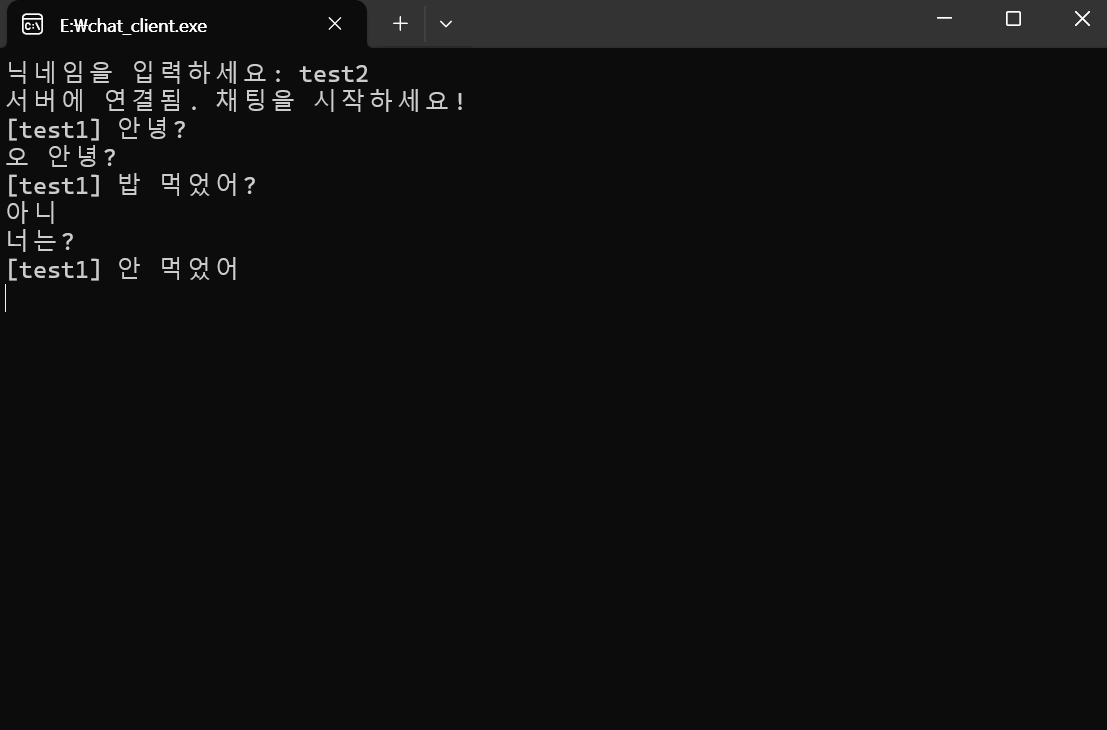 E:₩chat_client.exe
닉네임을 입력하세요: test2
서버에 연결됨. 채팅을 시작하세요!
[test1] 안녕?
오 안녕?
[test1] 밥 먹었어?
아니
너는?
[test1] 안 먹었어